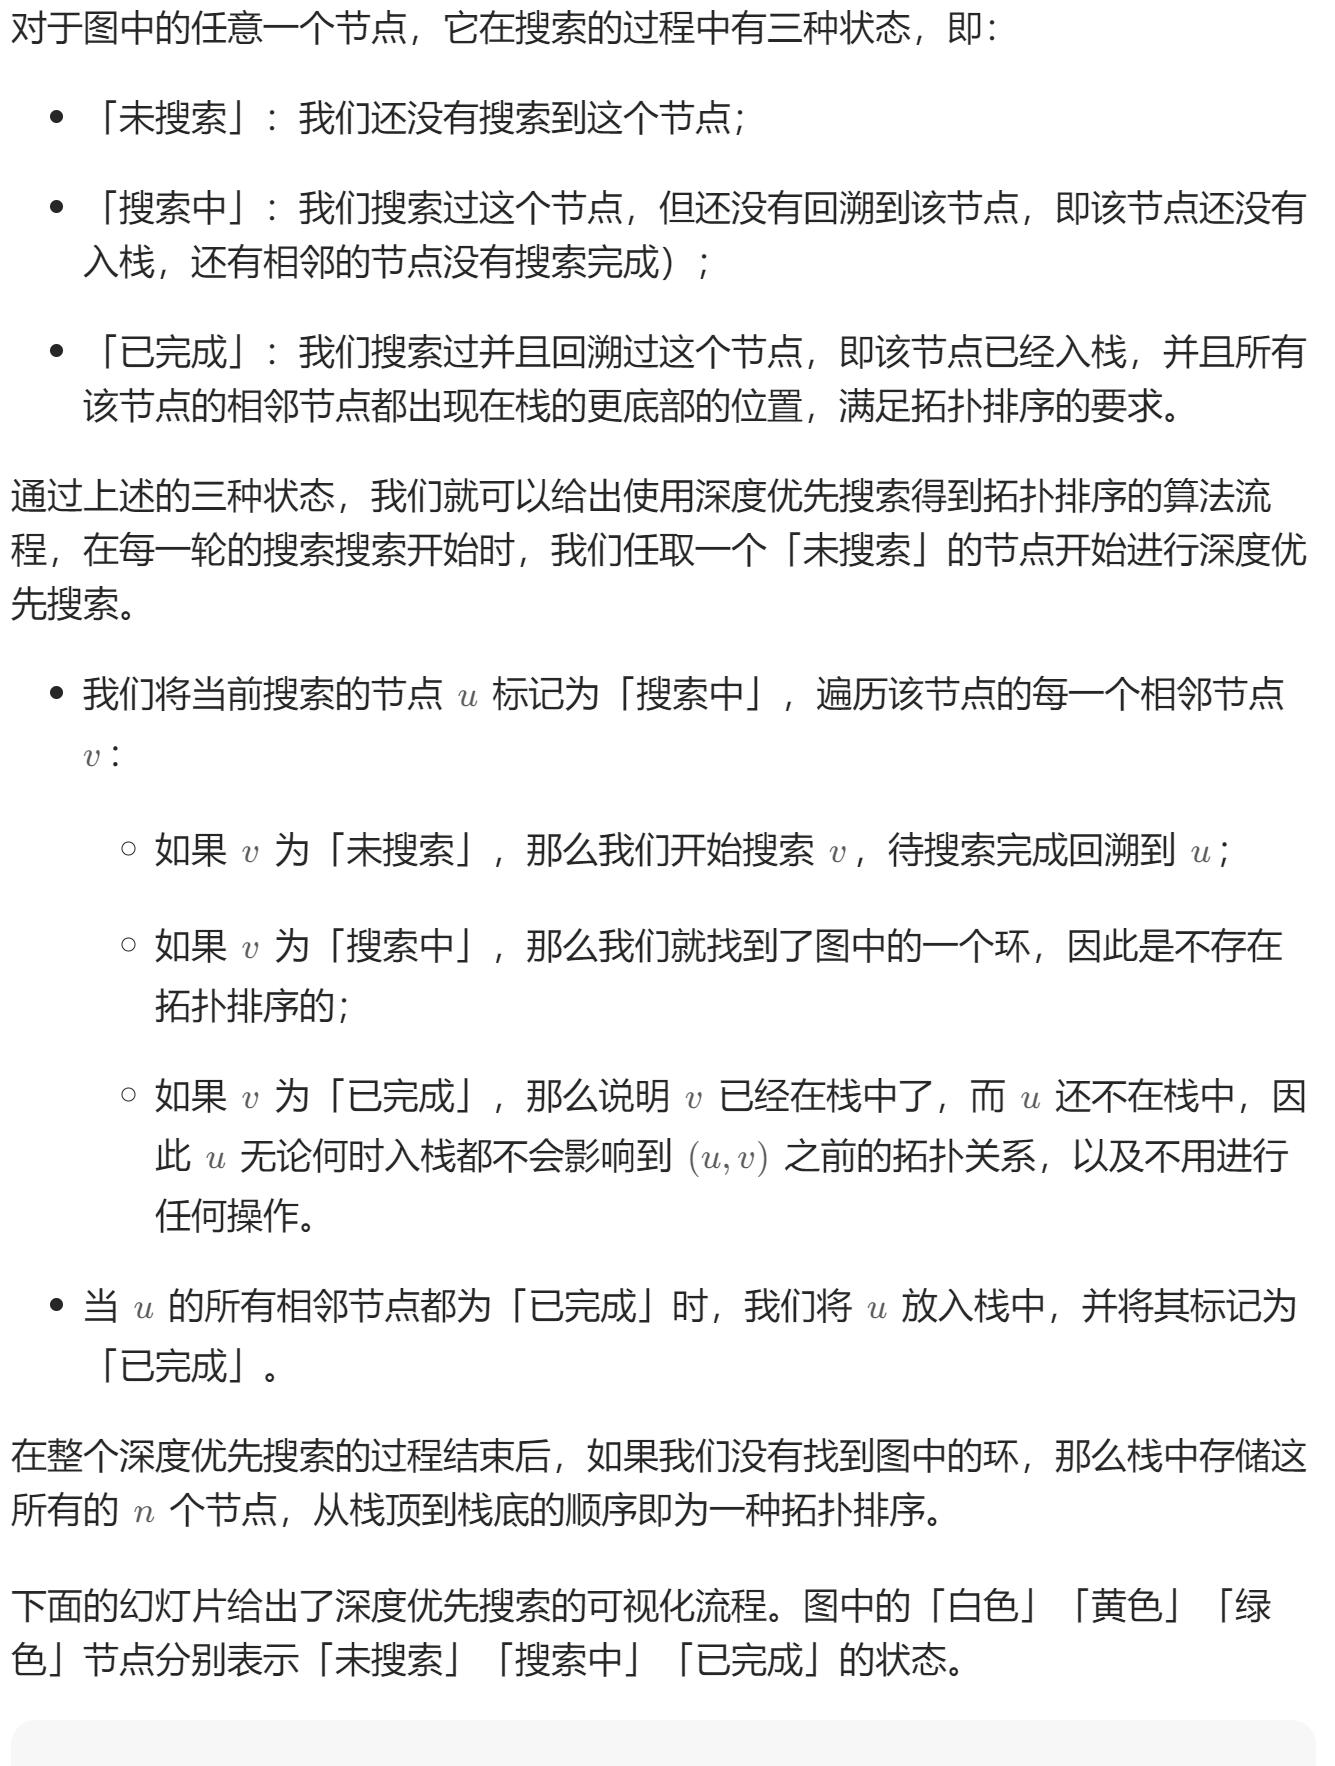 对于图中的任意一个节点，它在搜索的过程中有三种状态，即：
「未搜索」：我们还没有搜索到这个节点；
「搜索中」：我们搜索过这个节点，但还没有回溯到该节点，即该节点还没有
入栈，还有相邻的节点没有搜索完成）；
「已完成」：我们搜索过并且回溯过这个节点，即该节点已经入栈，并且所有
该节点的相邻节点都出现在栈的更底部的位置，满足拓扑排序的要求。
通过上述的三种状态，我们就可以给出使用深度优先搜索得到拓扑排序的算法流
程，在每一轮的搜索搜索开始时，我们任取一个「未搜索」的节点开始进行深度优
先搜索。
我们将当前搜索的节点 u 标记为「搜索中」，遍历该节点的每一个相邻节点
v：
如果 v 为「未搜索」，那么我们开始搜索 v，待搜索完成回溯到 u；
如果 v 为「搜索中」，那么我们就找到了图中的一个环，因此是不存在
拓扑排序的；
如果 v 为「已完成」，那么说明 v 已经在栈中了，而 u 还不在栈中，因
此 u 无论何时入栈都不会影响到 (u, v) 之前的拓扑关系，以及不用进行
任何操作。
当 u 的所有相邻节点都为「已完成」时，我们将 u 放入栈中，并将其标记为
「已完成」。
在整个深度优先搜索的过程结束后，如果我们没有找到图中的环，那么栈中存储这
所有的 n 个节点，从栈顶到栈底的顺序即为一种拓扑排序。
下面的幻灯片给出了深度优先搜索的可视化流程。图中的「白色」「黄色」「绿
色」节点分别表示「未搜索」「搜索中」「已完成」的状态。